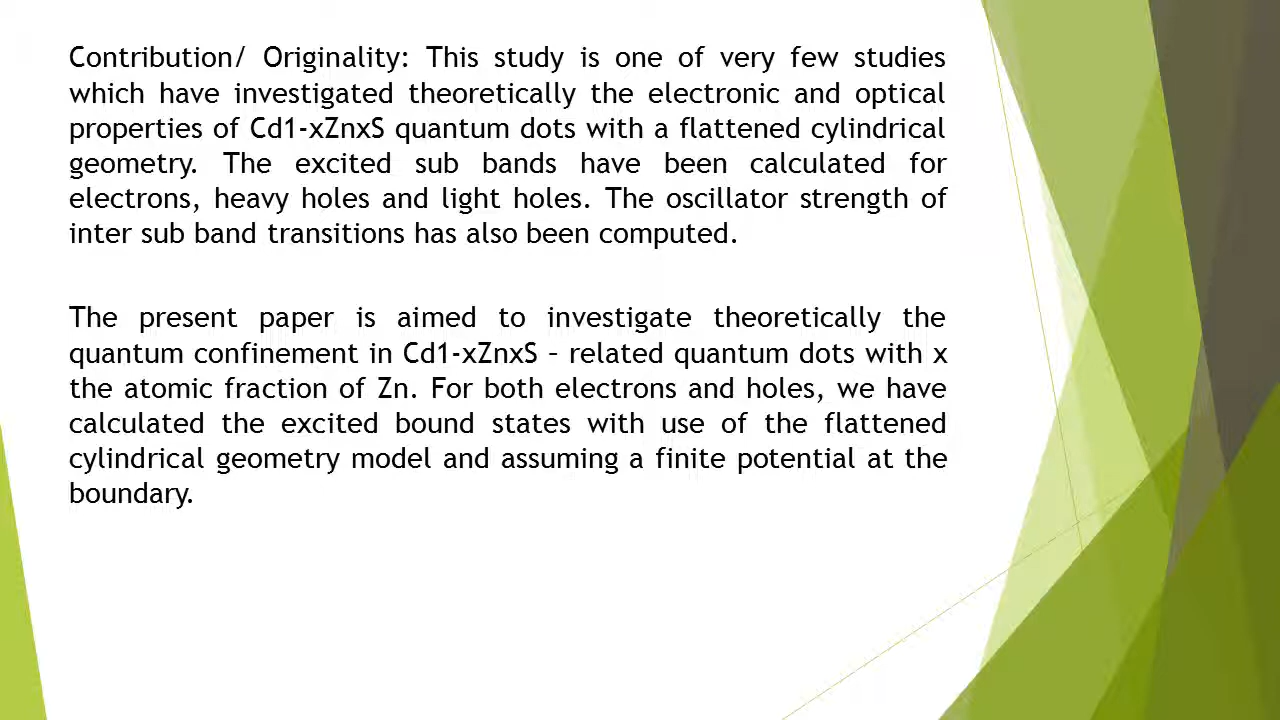 Contribution/ Originality: This study is one of very few studies
which have investigated theoretically the electronic and optical
properties of Cd1-xZnxS quantum dots with a flattened cylindrical
geometry. The excited sub bands have been calculated for
electrons, heavy holes and light holes. The oscillator strength of
inter sub band transitions has also been computed.
The present paper is aimed to investigate theoretically the
quantum confinement in Cd1-xZnxS – related quantum dots with x
the atomic fraction of Zn. For both electrons and holes, we have
calculated the excited bound states with use of the flattened
cylindrical geometry model and assuming a finite potential at the
boundary.